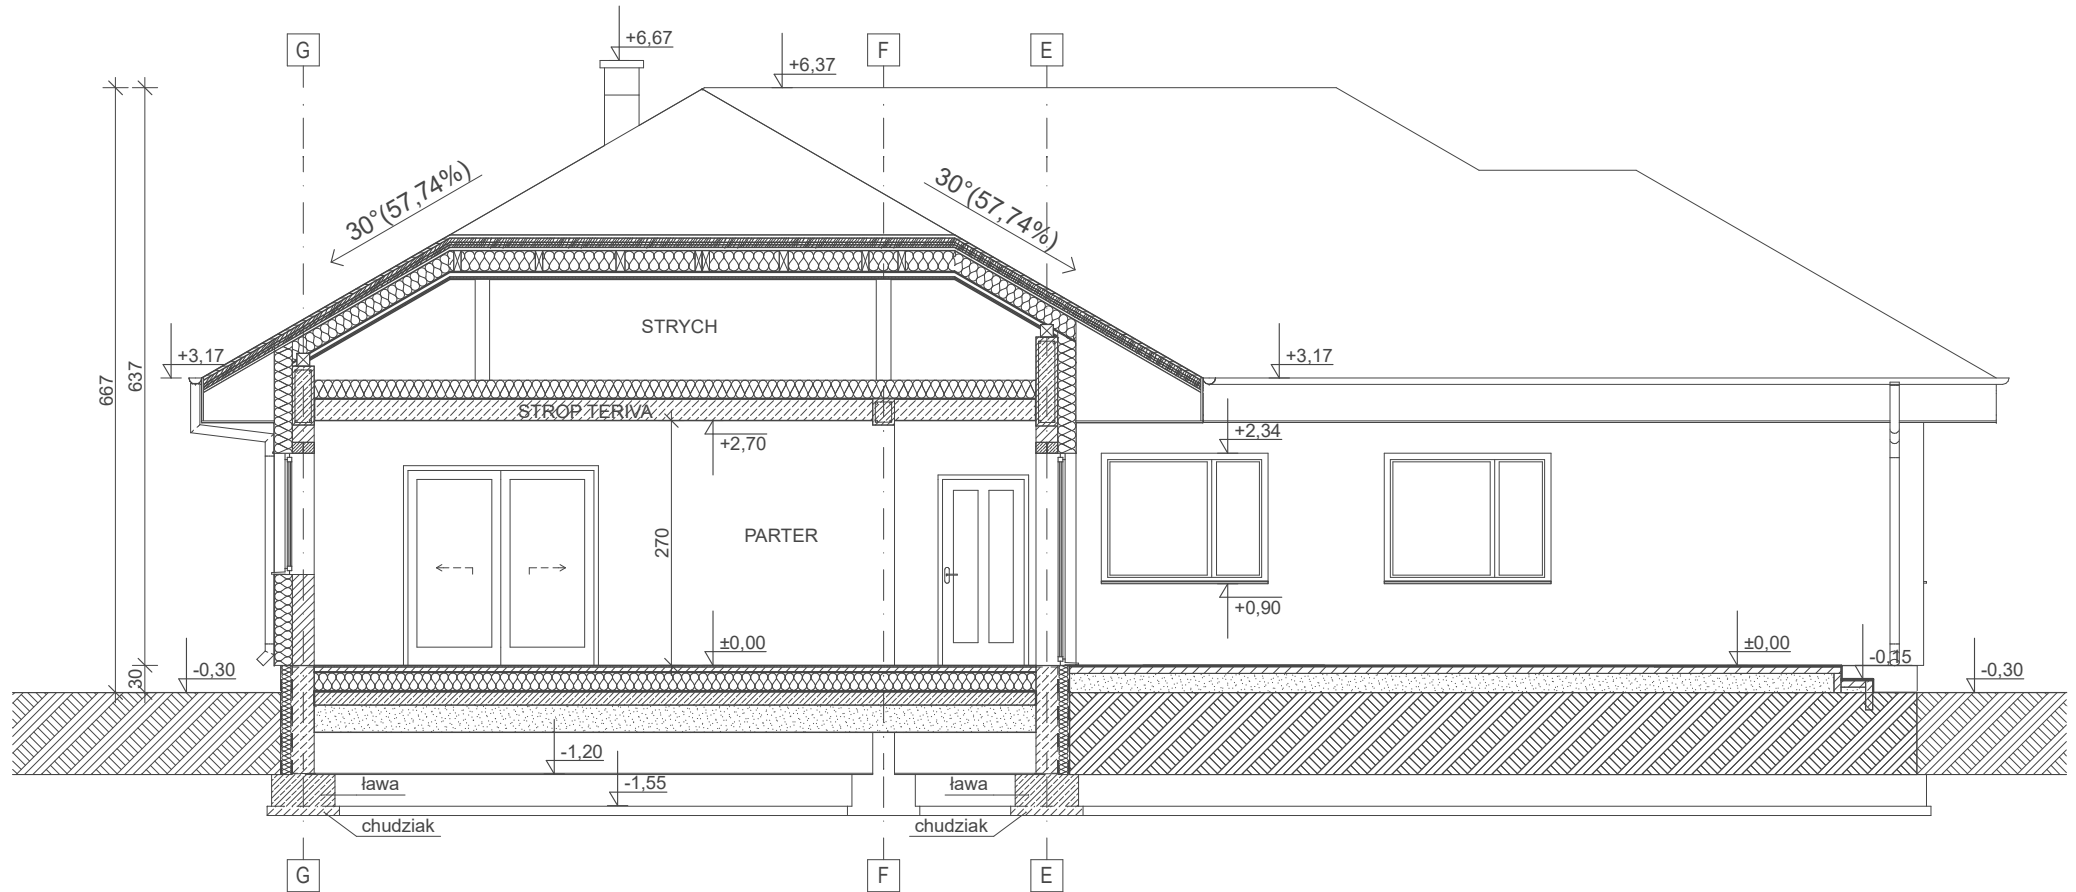 G
F
E
+6,67
+6,37
30°(57,74%)
30°(57,74%)
STRYCH
+3,17
+3,17
667
637
STROP TERIVA
+2,70
+2,34
270
PARTER
+0,90
±0,00
±0,00
-0,15
-0,30
-0,30
30
-1,20
-1,55
ława
ława
chudziak
chudziak
G
F
E